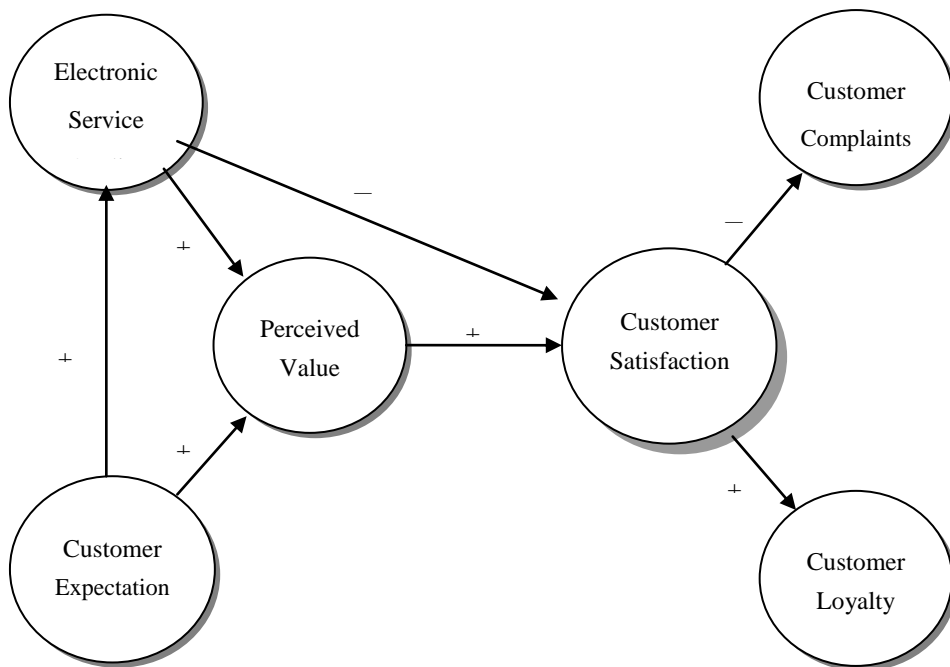 Electronic
Service
Customer
Complaints
—
+
—
Perceived
Value
+
Customer
Satisfaction
+
+
+
Customer
Expectation
Customer
Loyalty